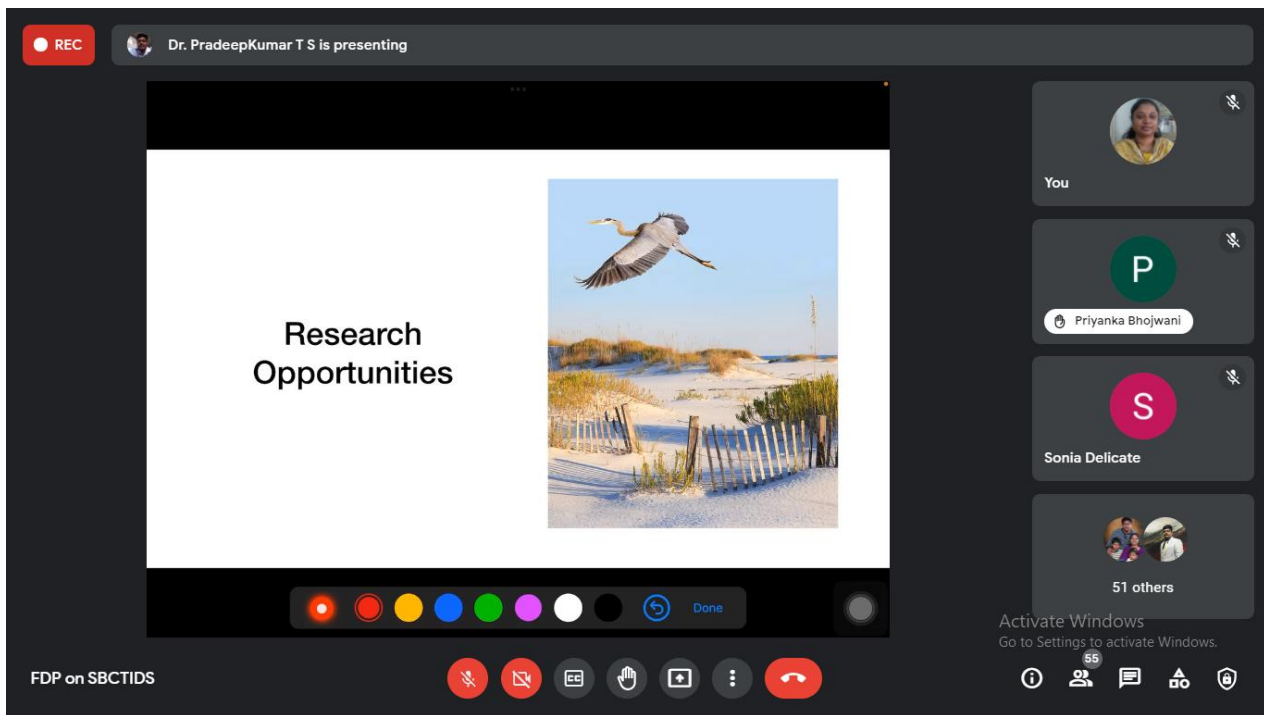 REC
Dr. PradeepKumar T S is presenting
Research
Opportunities
Done
You
P
Priyanka Bhojwani
S
Sonia Delicate
51 others
Activate Windows
Go to Settings to activate Windows.
FDP on SBCTIDS
CC
55